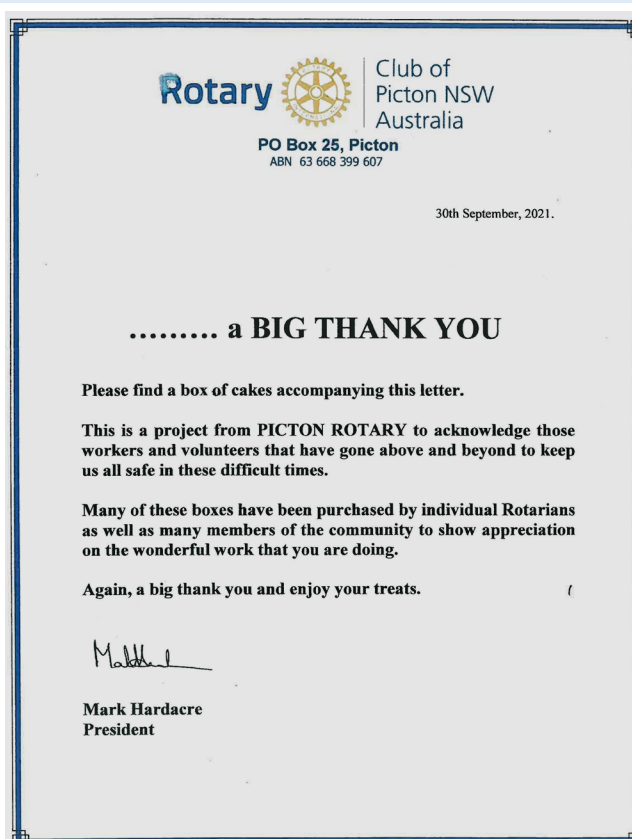 Rotary
Club of
Picton NSW
Australia
PO Box 25, Picton
ABN 63 668 399 607
30th September, 2021.
......... a BIG THANK YOU
Please find a box of cakes accompanying this letter.
This is a project from PICTON ROTARY to acknowledge those
workers and volunteers that have gone above and beyond to keep
us all safe in these difficult times.
Many of these boxes have been purchased by individual Rotarians
as well as many members of the community to show appreciation
on the wonderful work that you are doing.
Again, a big thank you and enjoy your treats.
Mark Hardacre
President